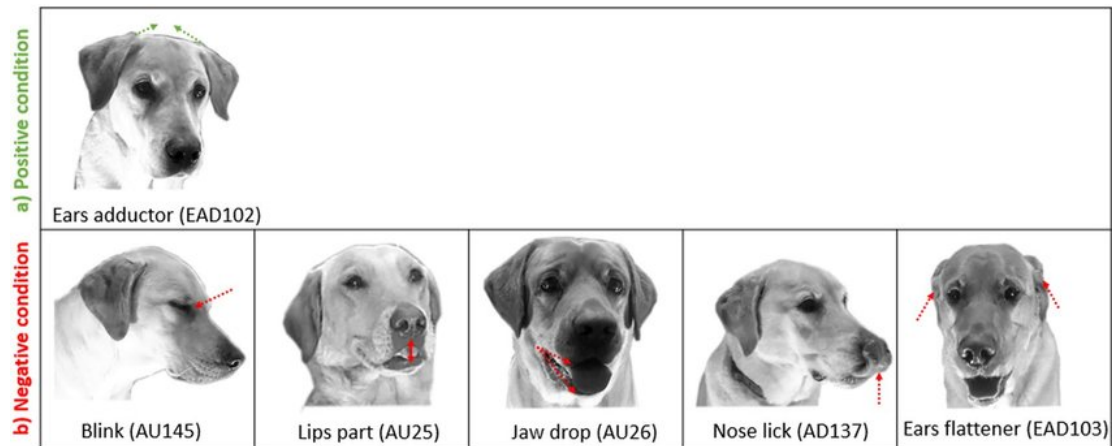 a) Positive condition
Ears adductor (EAD102)
b) Negative condition
Blink (AU145)
Lips part (AU25)
Jaw drop (AU26)
Nose lick (AD137)
Ears flattener (EAD103)